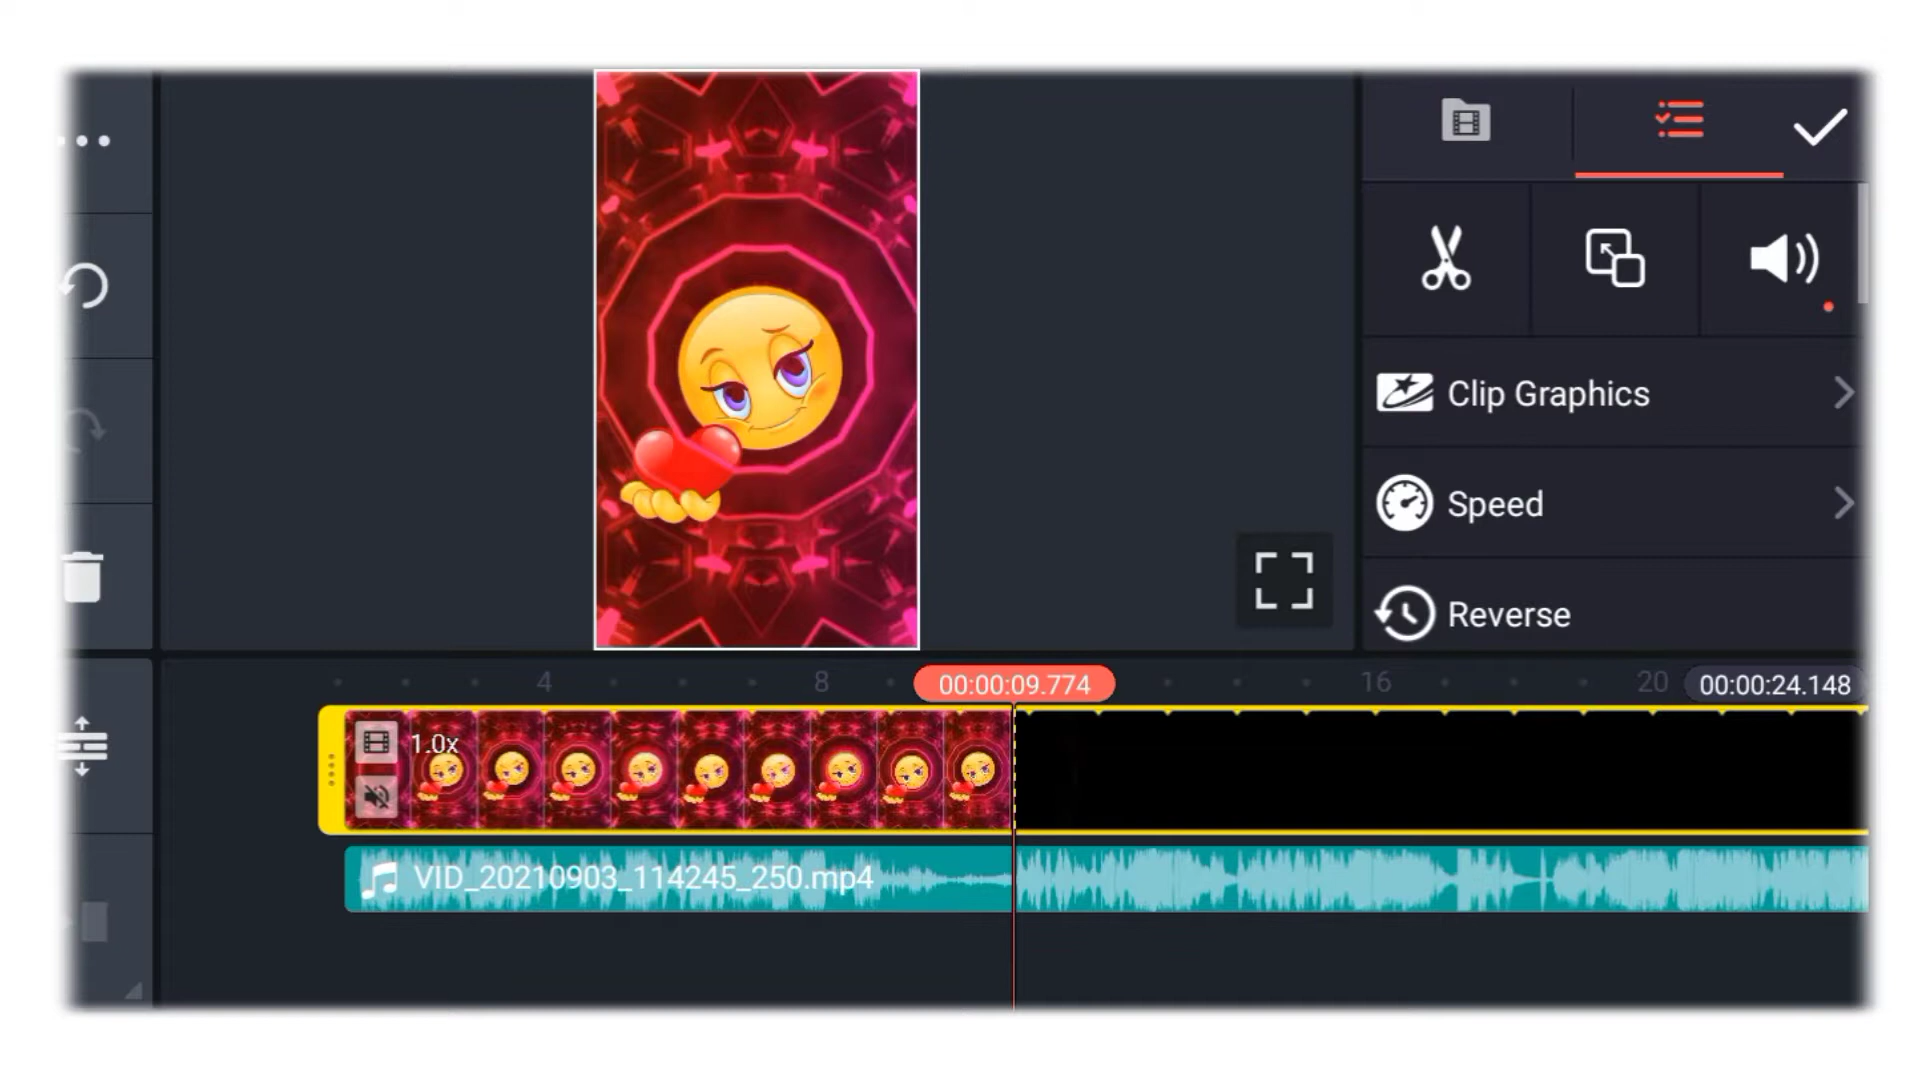 Clip Graphics
Speed
Reverse
4
8
00:00:09.774
16
20
00:00:24.148
1.0x
VID_20210903_114245_250.mp4